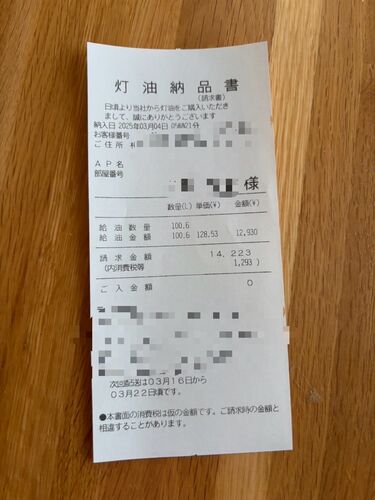 灯油納品書
(請求書)
日頃より当社から灯油をご購入いただき
まして、誠にありがとうございます
納入日 2025年03月04日 09時21分
お客様番号
ご住所 札
AP名
部屋番号
様
数量(L) 単価(¥) 金額(¥)
給油数量 100.6
給油金額 100.6 128.53 12,930
請求金額 14,223
(内消費税等 1,293)
ご入金額 0
次回配送は03月16日から
03月22日頃です。
●本書面の消費税は仮の金額です。ご請求時の金額と
相違することがあります。